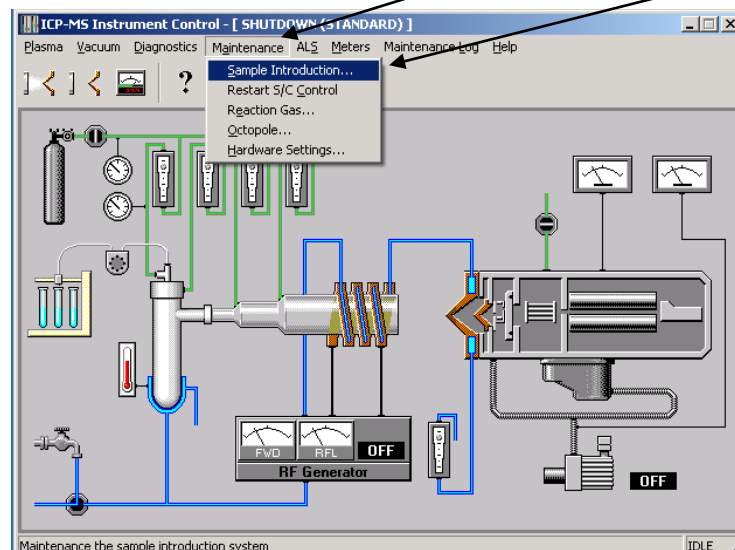 ICP-MS Instrument Control - [ SHUTDOWN (STANDARD) ]
Plasma Vacuum Diagnostics Maintenance ALS Meters Maintenance Log Help
Sample Introduction...
Restart S/C Control
Reaction Gas...
Octopole...
Hardware Settings...
?
FWD RFL OFF
RF Generator
OFF
Maintenance the sample introduction system IDLE